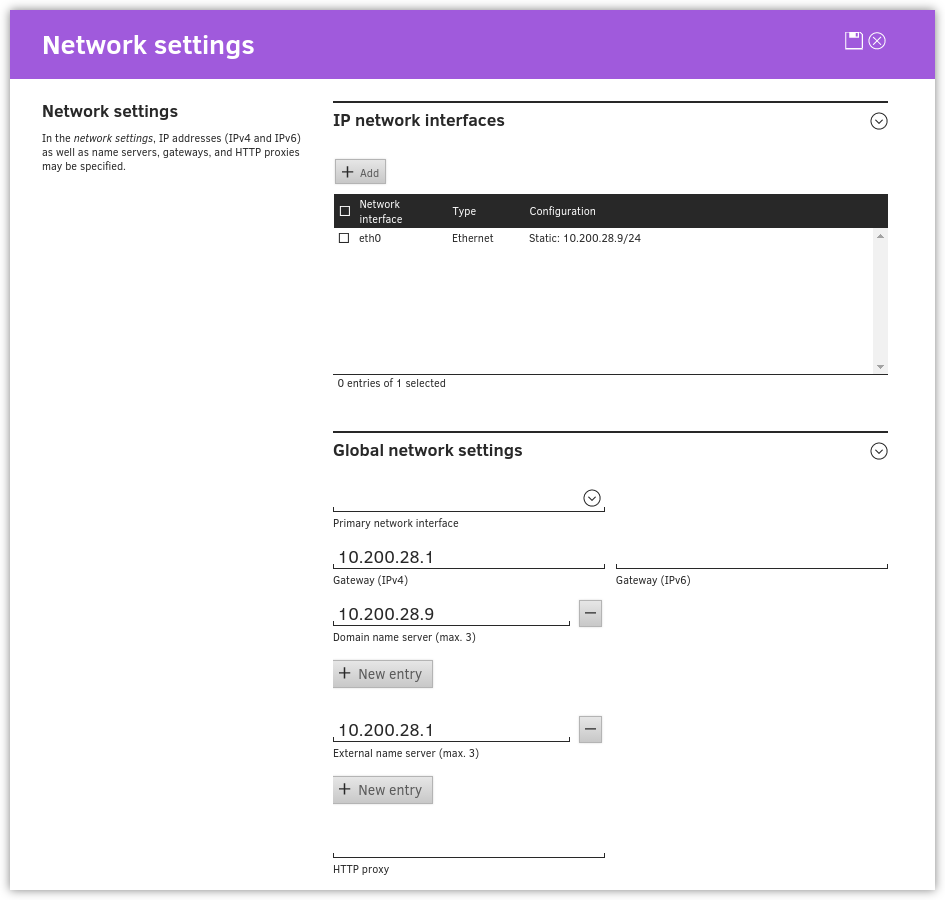 Network settings
Network settings
In the network settings, IP addresses (IPv4 and IPv6)
as well as name servers, gateways, and HTTP proxies
may be specified.
IP network interfaces
Add
Network
interface
Type
Configuration
eth0
Ethernet
Static: 10.200.28.9/24
0 entries of 1 selected
Global network settings
Primary network interface
10.200.28.1
Gateway (IPv4)
Gateway (IPv6)
10.200.28.9
Domain name server (max. 3)
New entry
10.200.28.1
External name server (max. 3)
New entry
HTTP proxy